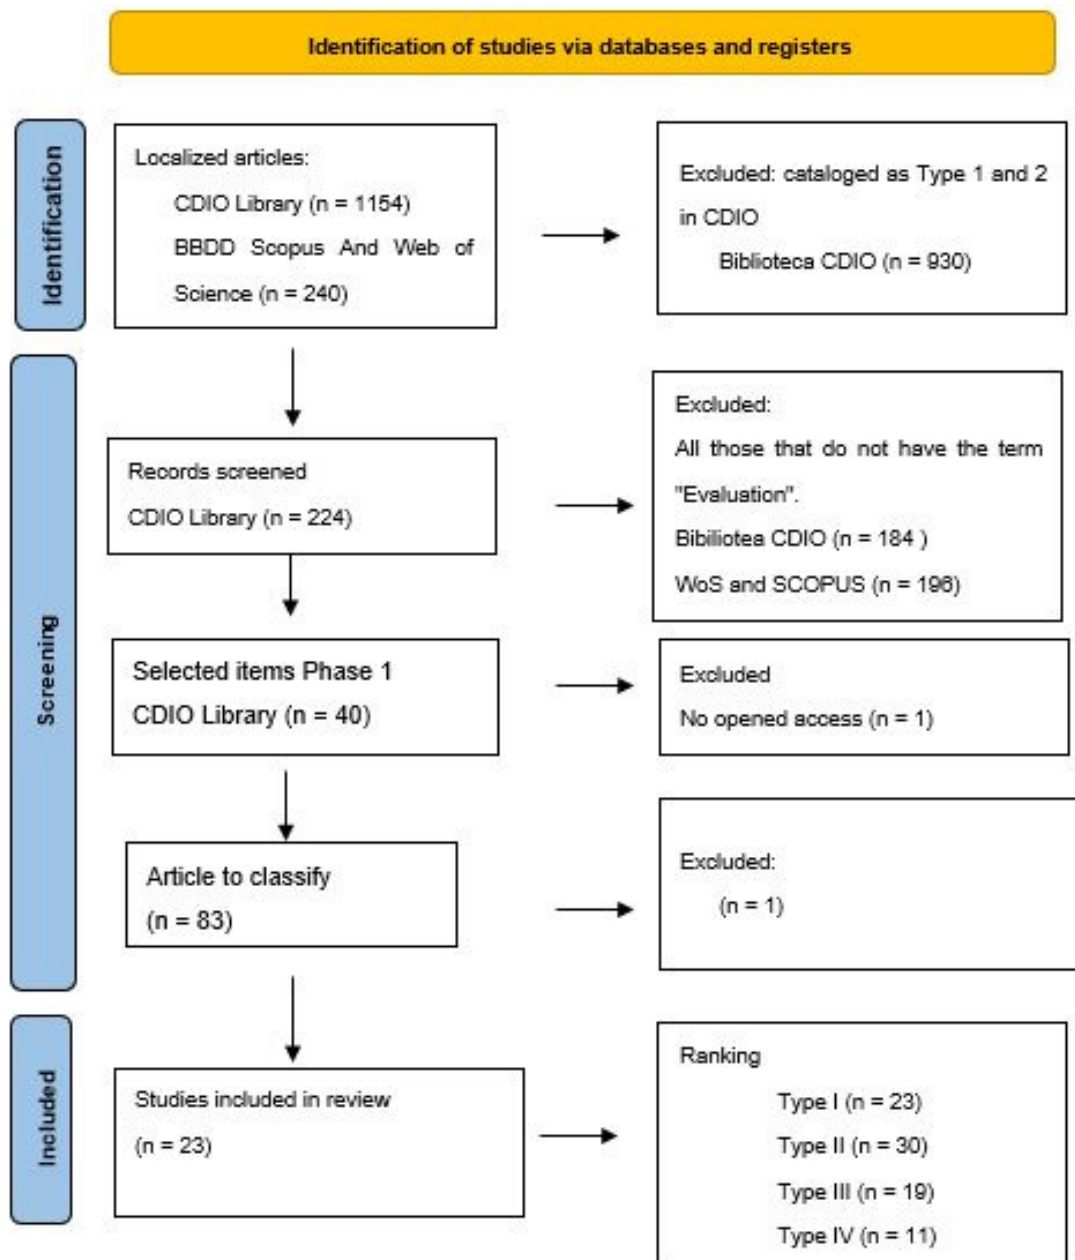 Identification of studies via databases and registers
Identification
Localized articles:
CDIO Library (n = 1154)
BBDD Scopus And Web of
Science (n = 240)
Excluded: cataloged as Type 1 and 2
in CDIO
Biblioteca CDIO (n = 930)
Screening
Records screened
CDIO Library (n = 224)
Excluded:
All those that do not have the term
"Evaluation".
Bibiliotea CDIO (n = 184 )
WoS and SCOPUS (n = 196)
Selected items Phase 1
CDIO Library (n = 40)
Excluded
No opened access (n = 1)
Article to classify
(n = 83)
Excluded:
(n = 1)
Included
Studies included in review
(n = 23)
Ranking
Type I (n = 23)
Type II (n = 30)
Type III (n = 19)
Type IV (n = 11)